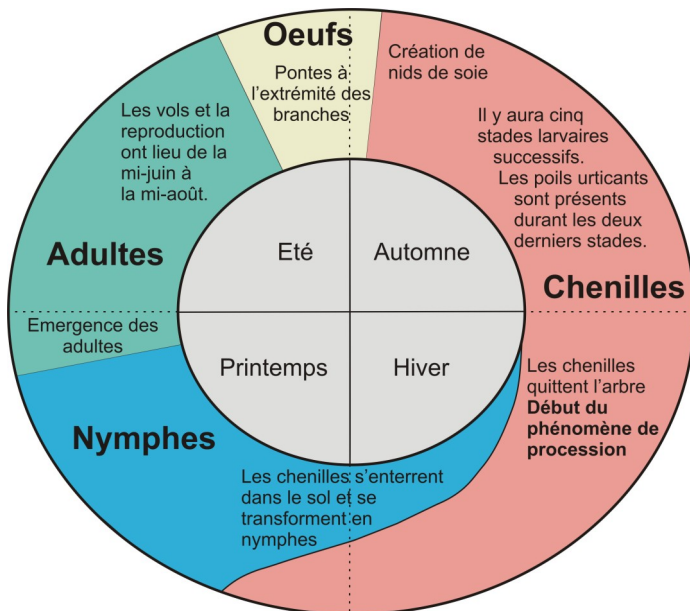 Oeufs
Pontes à
l'extrémité des
branches
Création de
nids de soie
Il y aura cinq
stades larvaires
successifs.
Les poils urticants
sont présents
durant les deux
derniers stades.
Chenilles
Les chenilles
quittent l'arbre
Début du
phénomène de
procession
Les chenilles s'enterrent
dans le sol et se
transforment en
nymphes
Nymphes
Emergence des
adultes
Adultes
Les vols et la
reproduction
ont lieu de la
mi-juin à
la mi-août.
Eté
Automne
Printemps
Hiver